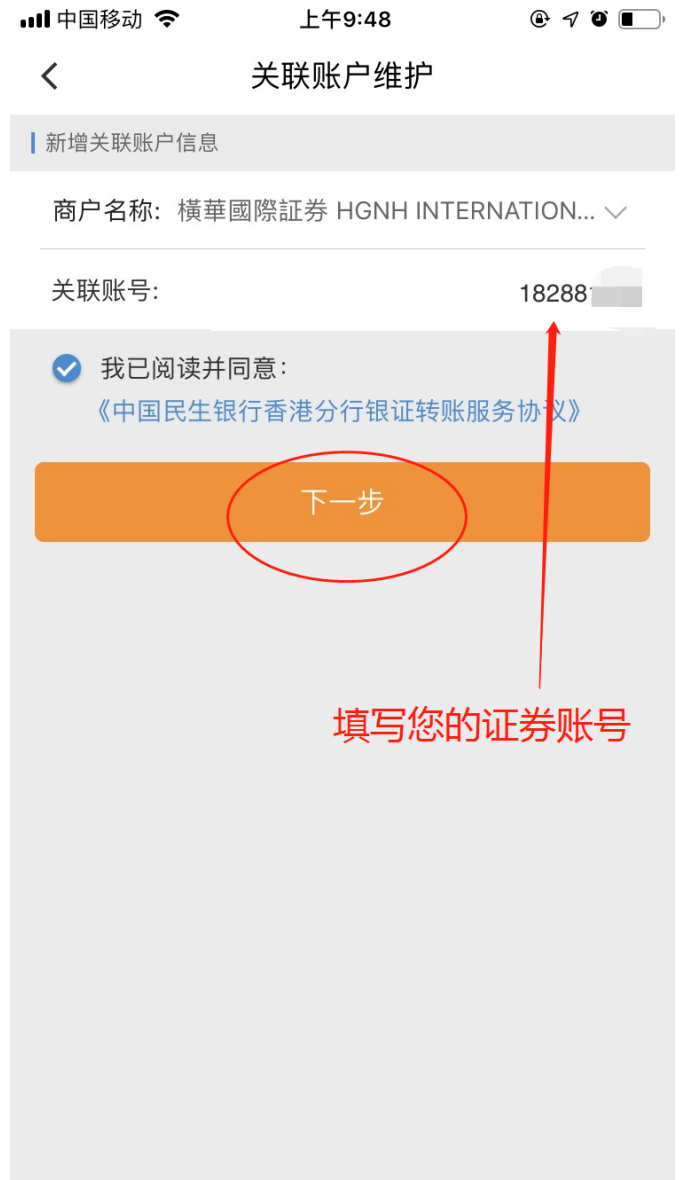 中国移动
上午9:48
关联账户维护
新增关联账户信息
商户名称: 橫華國際証券 HGNH INTERNATION...
关联账号: 18288
我已阅读并同意:
《中国民生银行香港分行银证转账服务协议》
下一步
填写您的证券账号